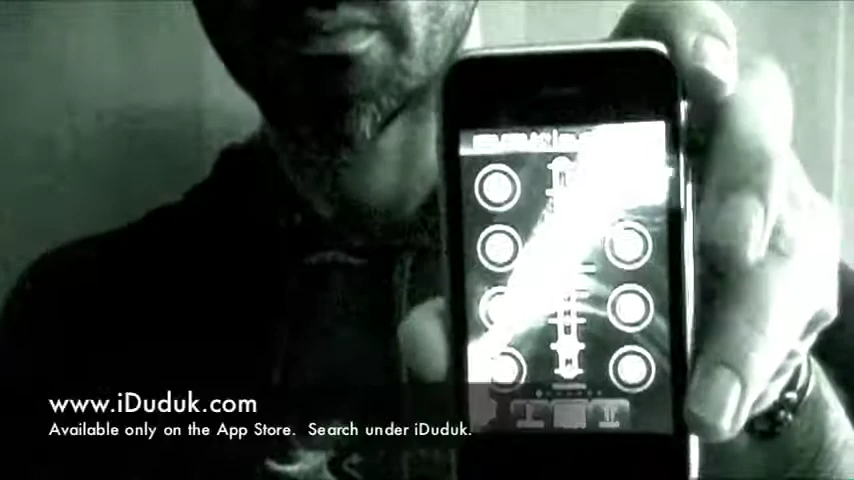 www.iDuduk.com
Available only on the App Store. Search under iDuduk.